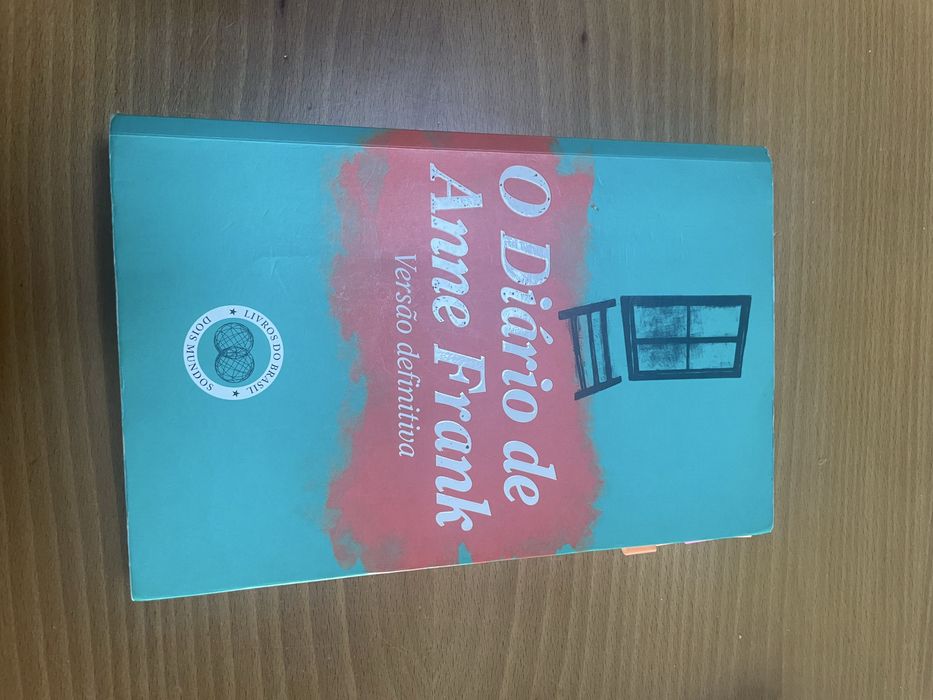 O Diário de
Anne Frank
Versão definitiva
LIVROS DO BRASIL
DOIS MUNDOS